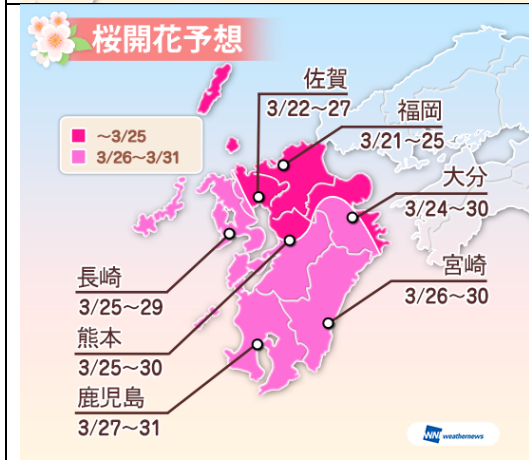 桜開花予想
～3/25
3/26～3/31
佐賀
3/22～27
福岡
3/21～25
大分
3/24～30
宮崎
3/26～30
長崎
3/25～29
熊本
3/25～30
鹿児島
3/27～31
WNI weathernews